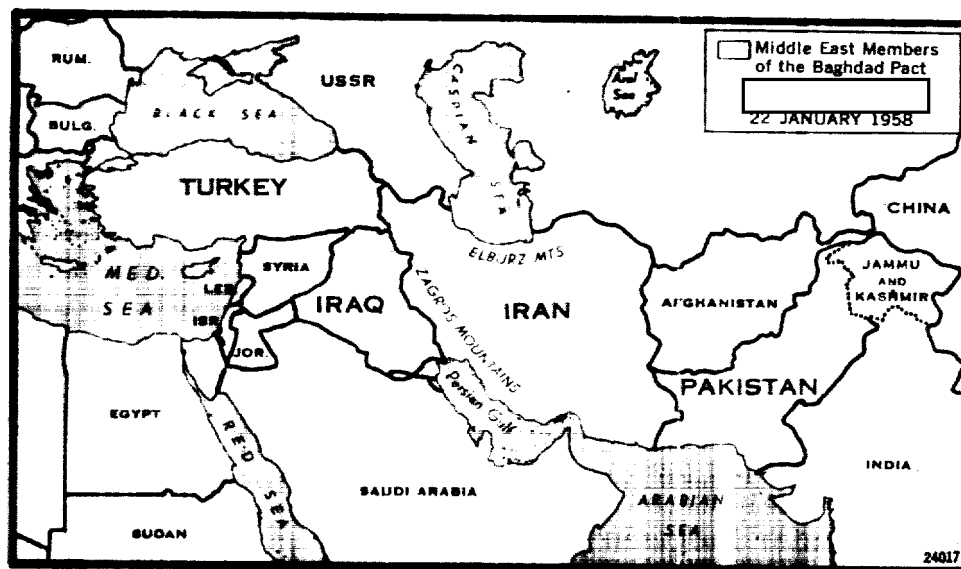 RUM.
USSR
Aral
Sea
Middle East Members
of the Baghdad Pact
22 JANUARY 1958
BULG.
BLACK SEA
CASPIAN
SEA
TURKEY
CHINA
ELBURZ MTS
MED.
SEA
SYRIA
LEB.
ISR.
JOR.
IRAQ
ZAGROS MOUNTAINS
IRAN
AFGHANISTAN
JAMMU
AND
KASHMIR
PAKISTAN
Persian Gulf
EGYPT
RED
SEA
SAUDI ARABIA
INDIA
ARABIAN
SEA
SUDAN
24017